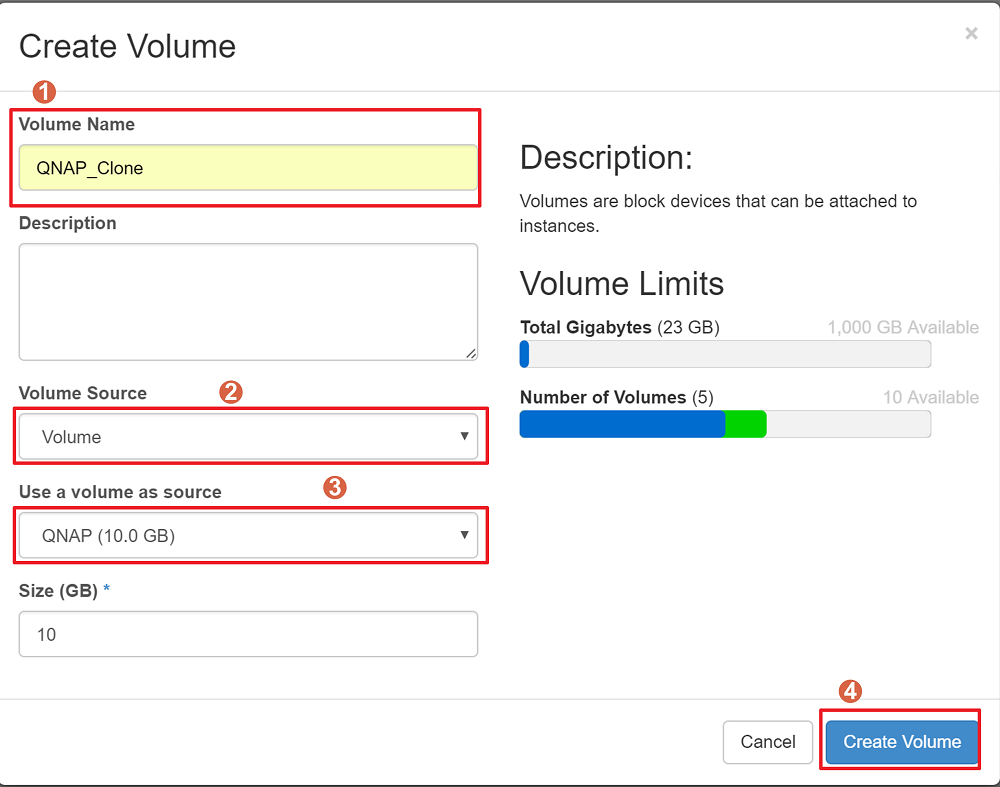 Create Volume
×
1
Volume Name
QNAP_Clone
Description
Volume Source
2
Volume
Use a volume as source
3
QNAP (10.0 GB)
Size (GB) *
10
Description:
Volumes are block devices that can be attached to
instances.
Volume Limits
Total Gigabytes (23 GB) 1,000 GB Available
Number of Volumes (5) 10 Available
4
Cancel
Create Volume